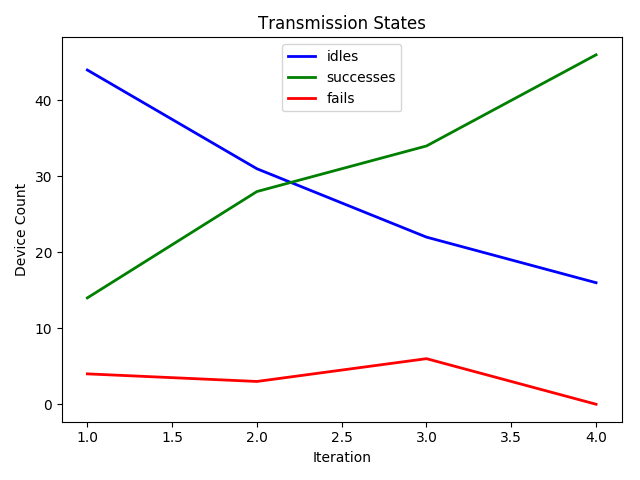 Transmission States
idles
successes
fails
Device Count
40
30
20
10
0
1.0 1.5 2.0 2.5 3.0 3.5 4.0
Iteration